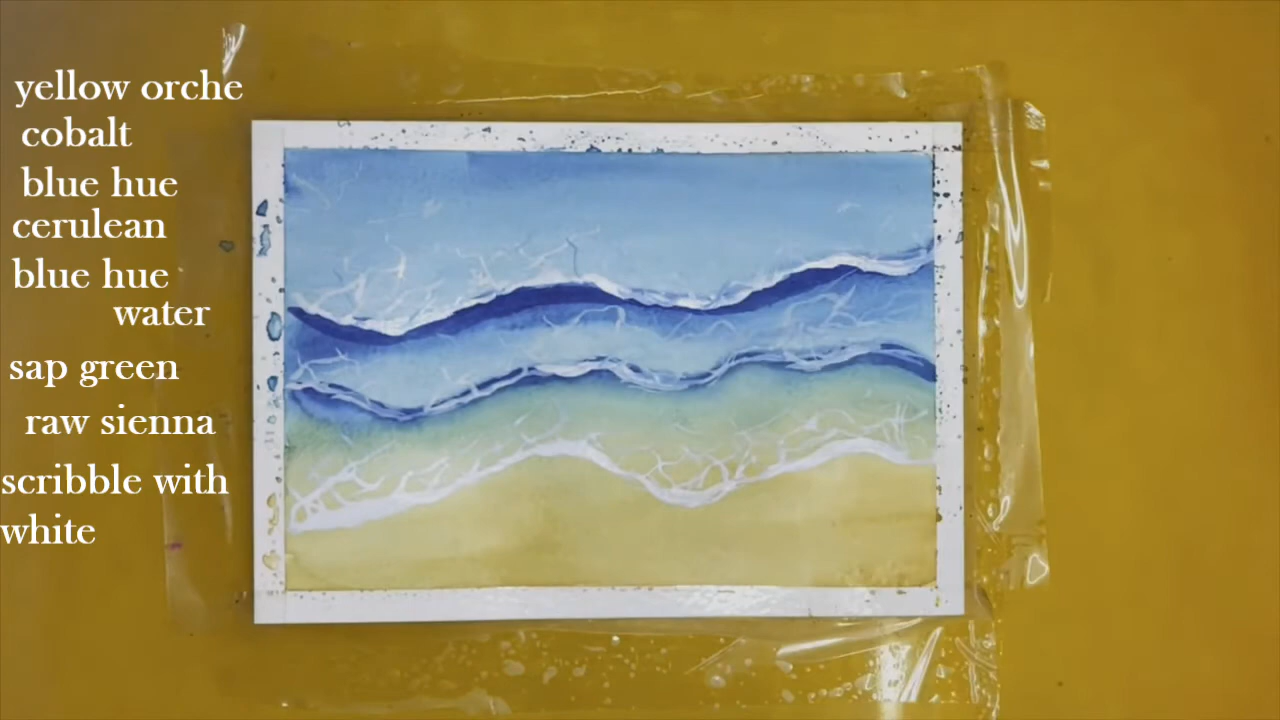 yellow orche
cobalt
blue hue
cerulean
blue hue
water
sap green
raw sienna
scribble with
white